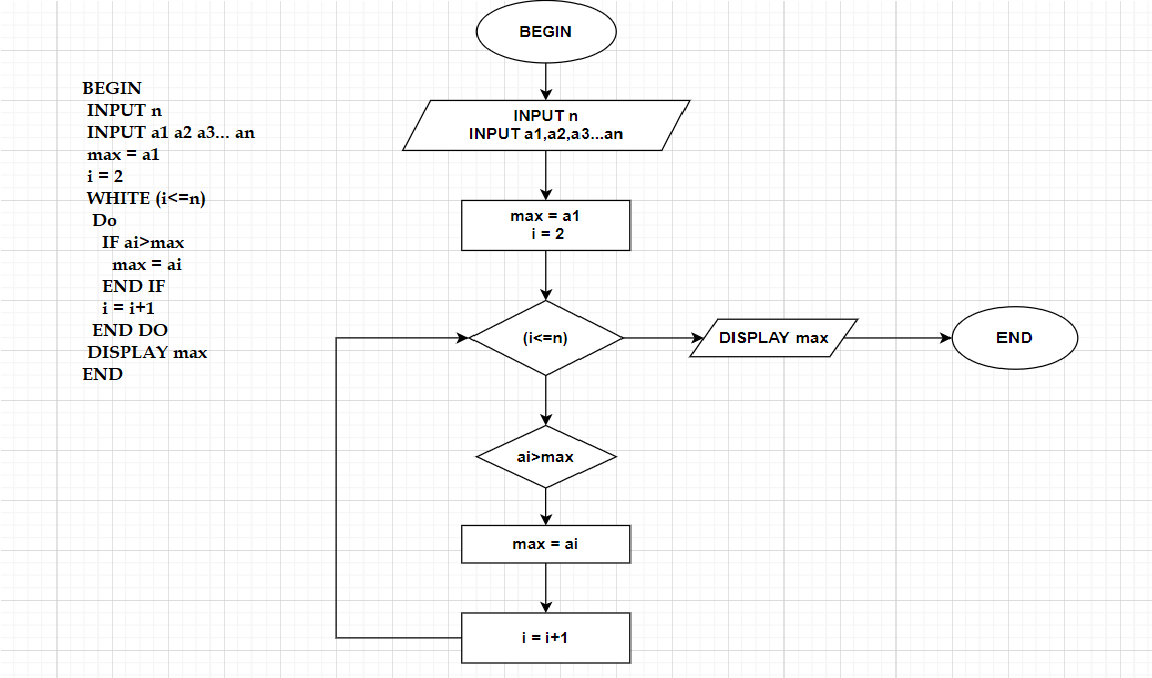 BEGIN
INPUT n
INPUT a1 a2 a3... an
max = a1
i = 2
WHITE (i<=n)
Do
IF ai>max
max = ai
END IF
i = i+1
END DO
DISPLAY max
END
BEGIN
INPUT n
INPUT a1,a2,a3...an
max = a1
i = 2
(i<=n)
DISPLAY max
END
ai>max
max = ai
i = i+1